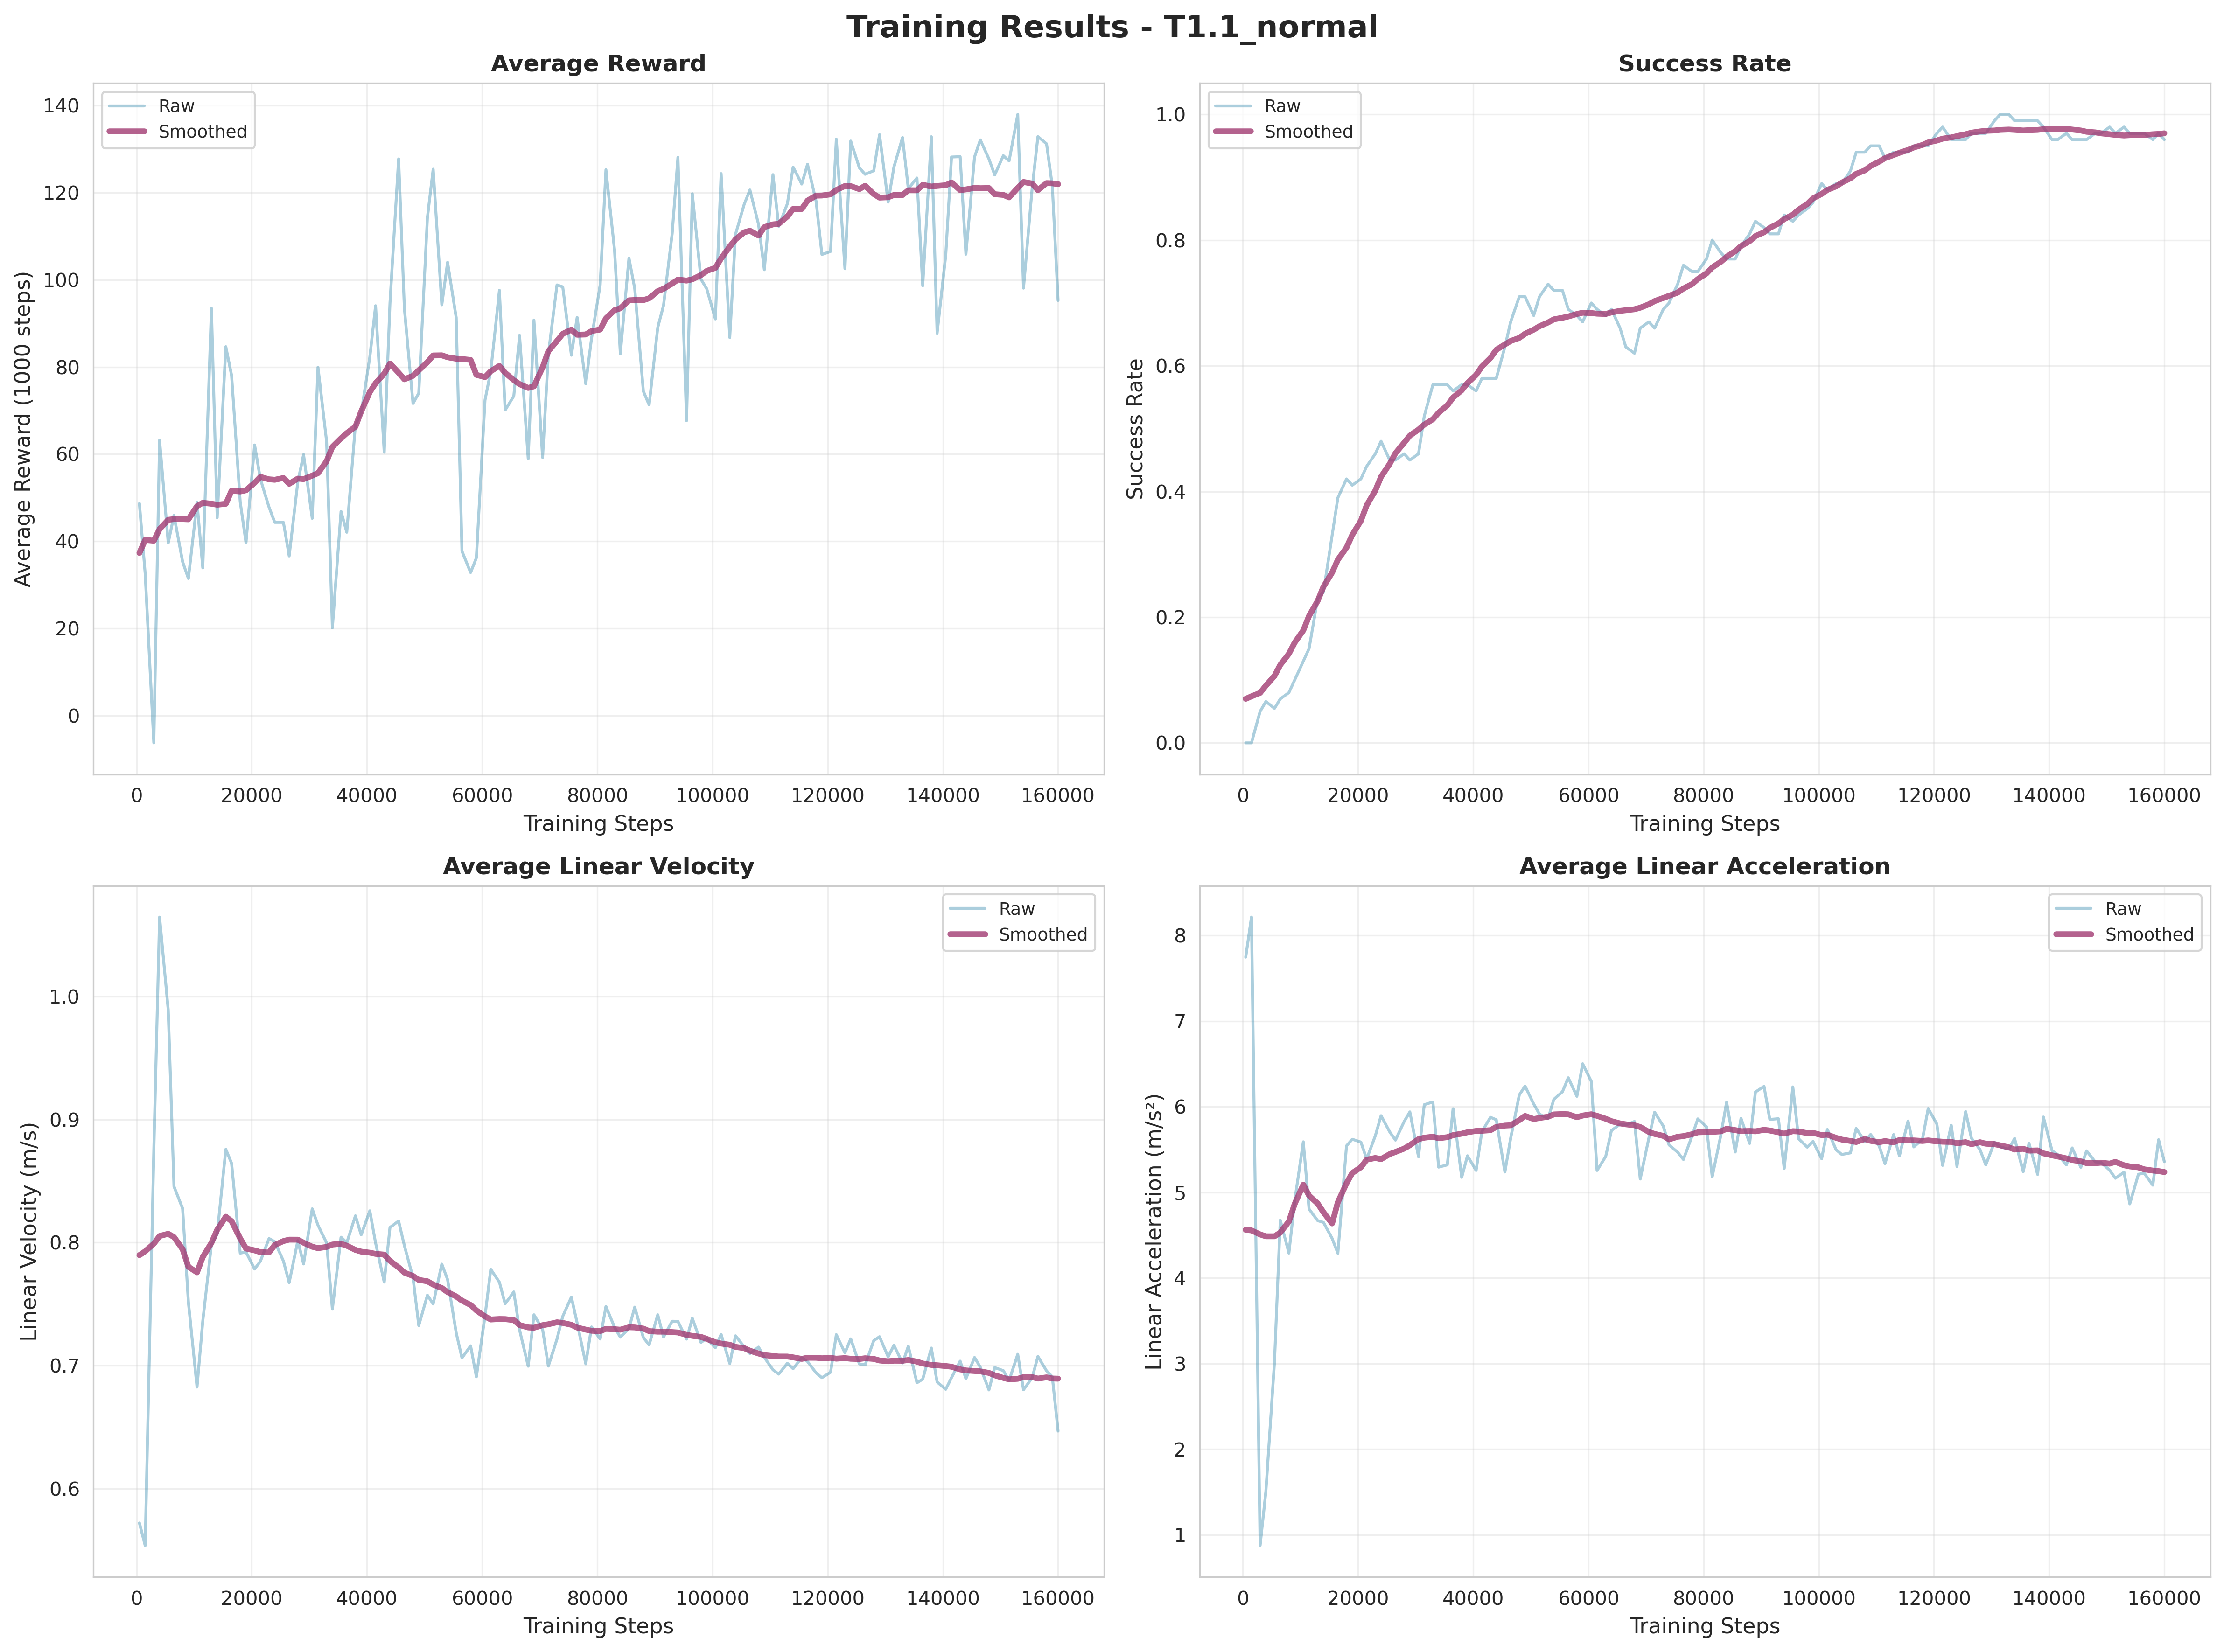 Training Results - T1.1_normal
Average Reward
Raw
Smoothed
Average Reward (1000 steps)
140
120
100
80
60
40
20
0
0 20000 40000 60000 80000 100000 120000 140000 160000
Training Steps
Success Rate
Raw
Smoothed
Success Rate
1.0
0.8
0.6
0.4
0.2
0.0
0 20000 40000 60000 80000 100000 120000 140000 160000
Training Steps
Average Linear Velocity
Raw
Smoothed
Linear Velocity (m/s)
1.0
0.9
0.8
0.7
0.6
0 20000 40000 60000 80000 100000 120000 140000 160000
Training Steps
Average Linear Acceleration
Raw
Smoothed
Linear Acceleration (m/s²)
8
7
6
5
4
3
2
1
0 20000 40000 60000 80000 100000 120000 140000 160000
Training Steps